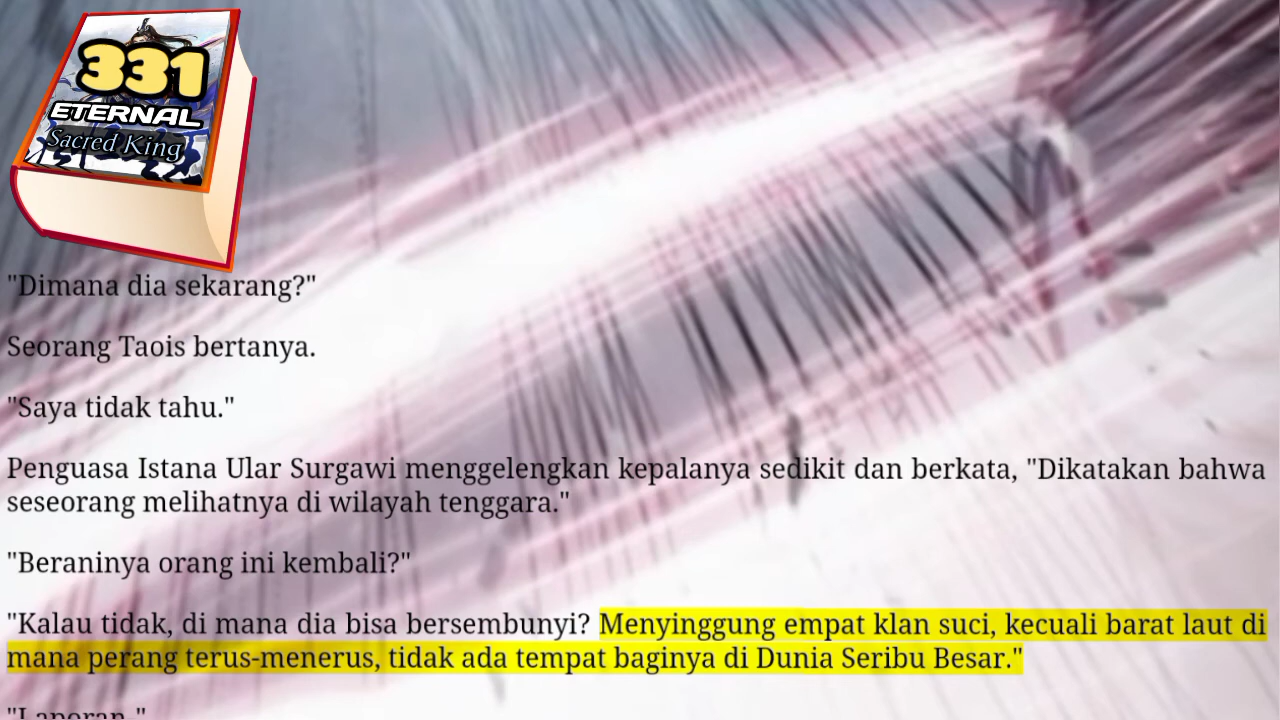 331
ETERNAL
Sacred King
"Dimana dia sekarang?"
Seorang Taois bertanya.
"Saya tidak tahu."
Penguasa Istana Ular Surgawi menggelengkan kepalanya sedikit dan berkata, "Dikatakan bahwa
seseorang melihatnya di wilayah tenggara."
"Beraninya orang ini kembali?"
"Kalau tidak, di mana dia bisa bersembunyi? Menyinggung empat klan suci, kecuali barat laut di
mana perang terus-menerus, tidak ada tempat baginya di Dunia Seribu Besar."
"Laporan."